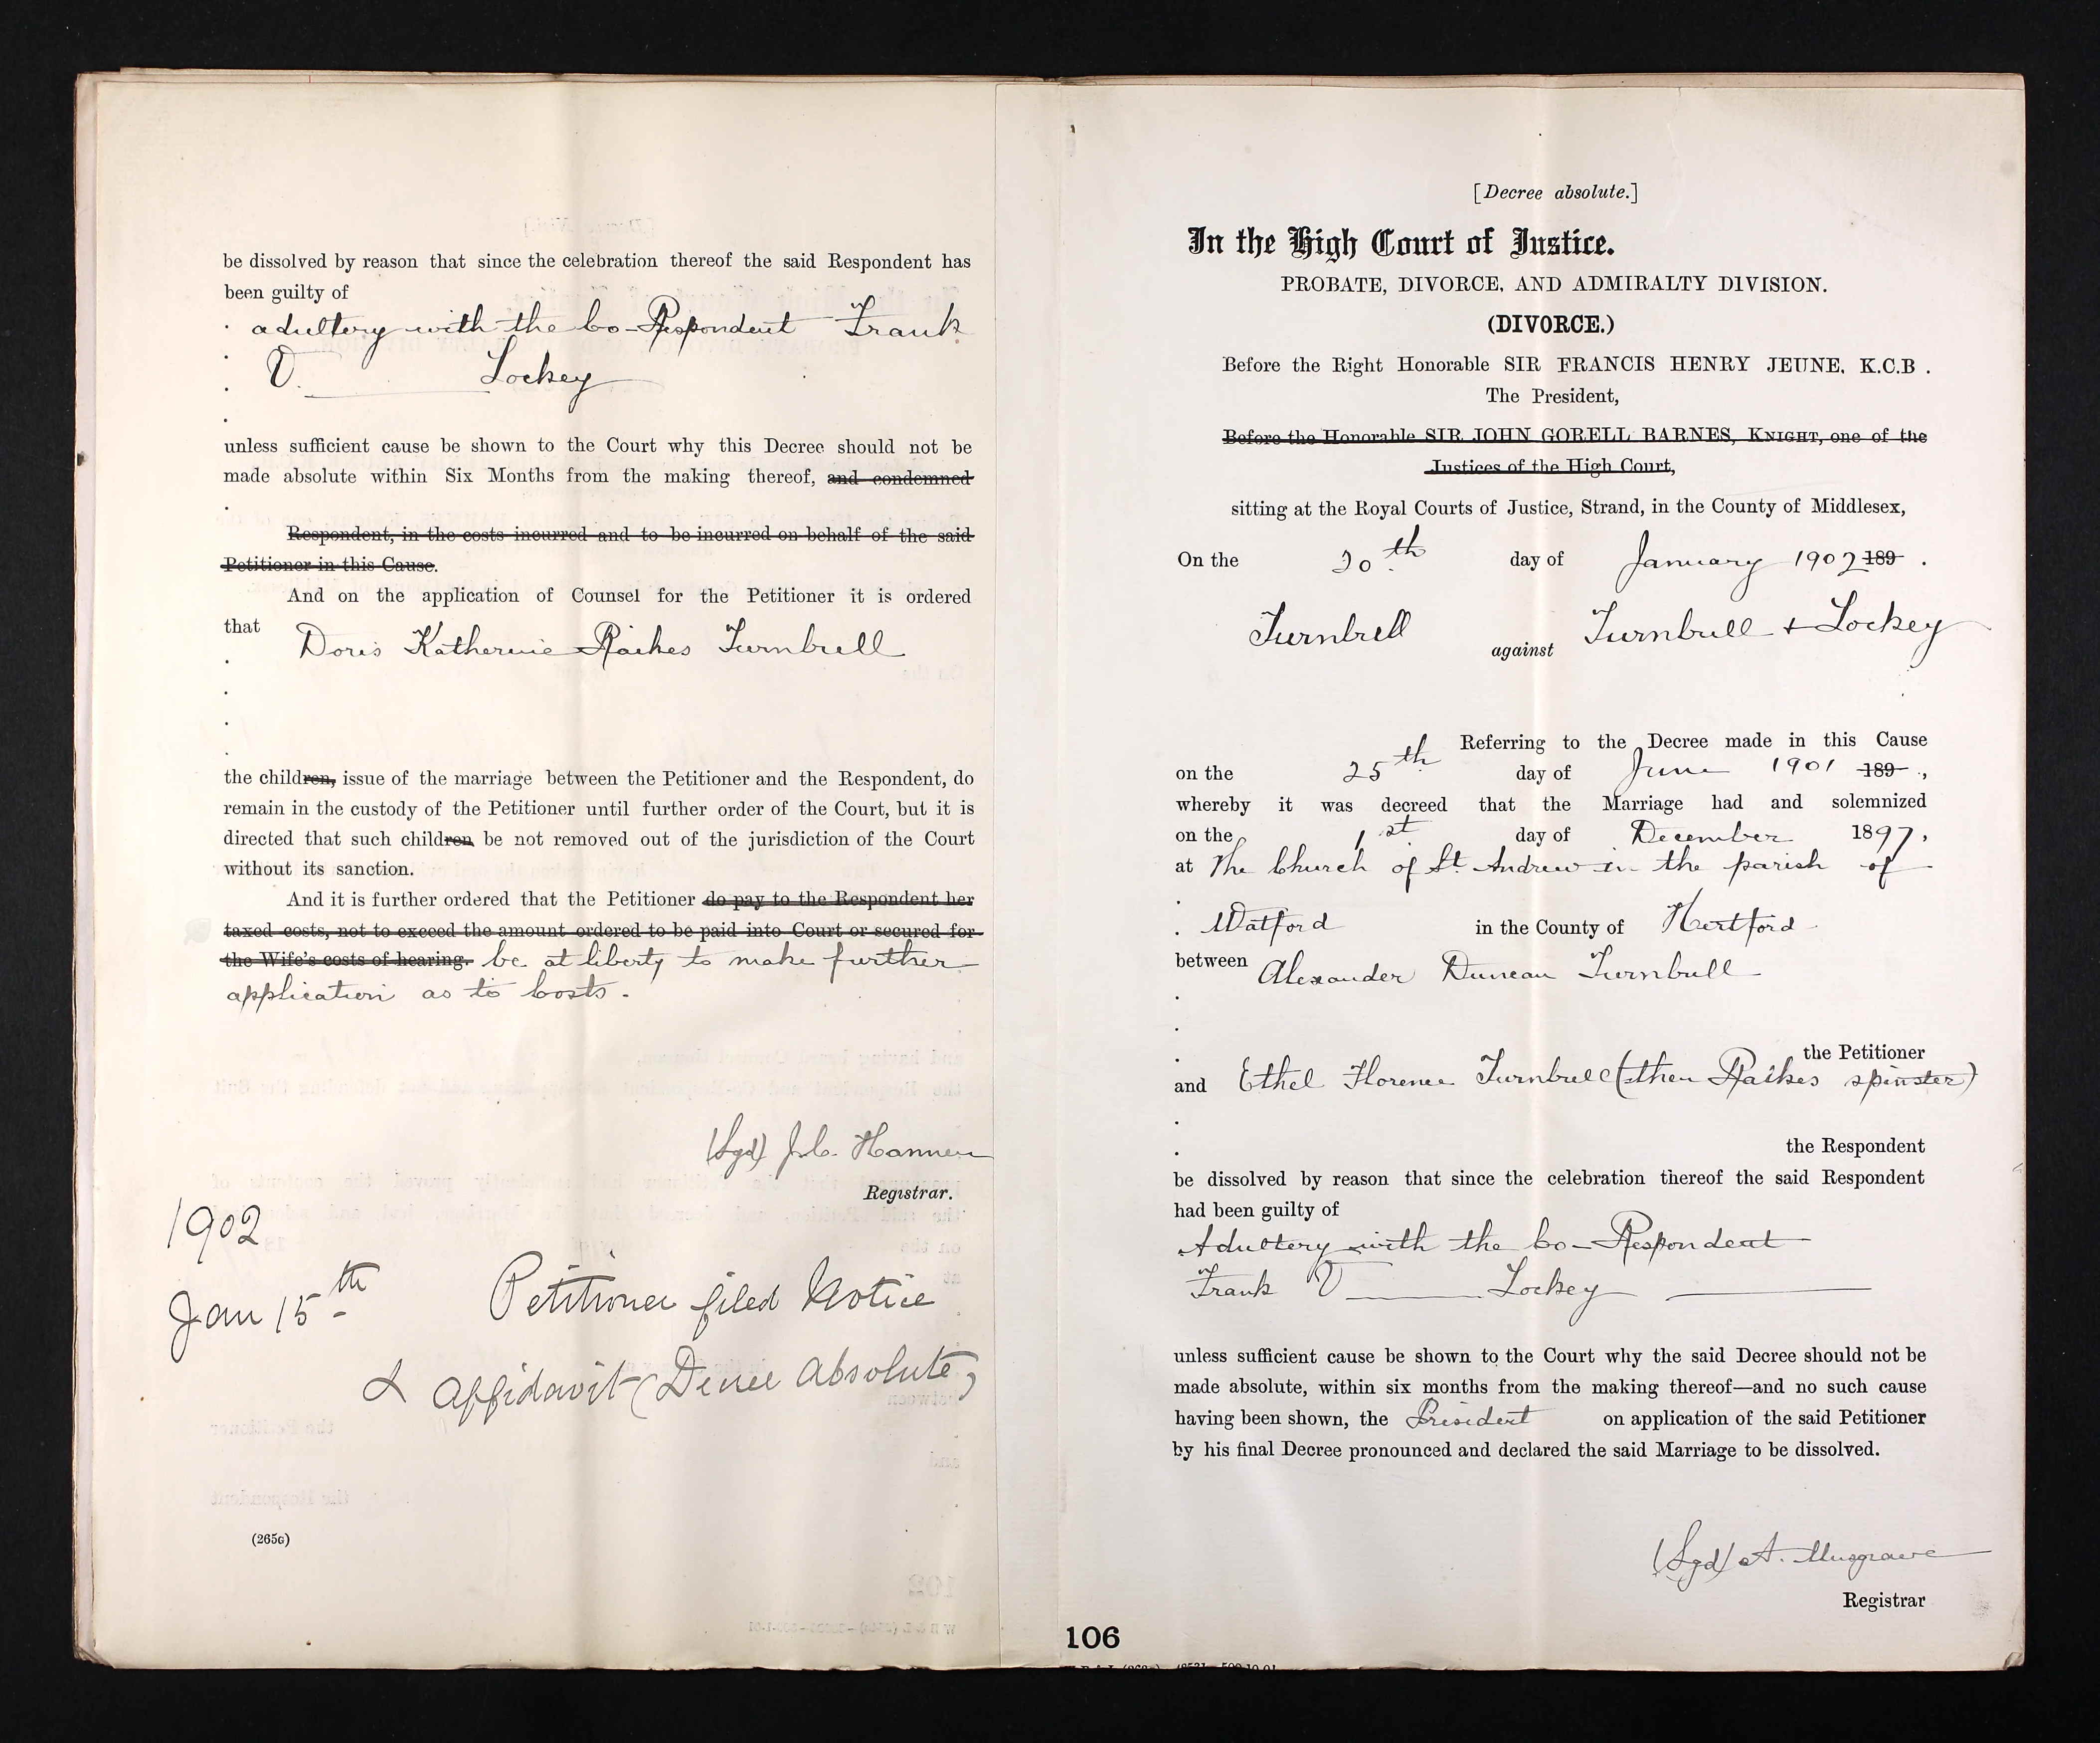 be dissolved by reason that since the celebration thereof the said Respondent has
been guilty of
adultery with the Co-Respondent Frank
V. Lockey
unless sufficient cause be shown to the Court why this Decree should not be
made absolute within Six Months from the making thereof, and condemned
Respondent, in the costs incurred and to be incurred on behalf of the said
Petitioner in this Cause.
And on the application of Counsel for the Petitioner it is ordered
that Doris Katherine Raikes Turnbull
the children, issue of the marriage between the Petitioner and the Respondent, do
remain in the custody of the Petitioner until further order of the Court, but it is
directed that such children be not removed out of the jurisdiction of the Court
without its sanction.
And it is further ordered that the Petitioner do pay to the Respondent her
taxed costs, not to exceed the amount ordered to be paid into Court or secured for
the Wife's costs of hearing. be at liberty to make further
application as to Costs.
(Sgd) J.C. Hannen
Registrar.
1902
Jan 15th Petitioner filed Notice
& Affidavit (Decree Absolute)
(265G)
[Decree absolute.]
In the High Court of Justice.
PROBATE, DIVORCE, AND ADMIRALTY DIVISION.
(DIVORCE.)
Before the Right Honorable SIR FRANCIS HENRY JEUNE, K.C.B.
The President,
Before the Honorable SIR JOHN GORELL BARNES, KNIGHT, one of the
Justices of the High Court,
sitting at the Royal Courts of Justice, Strand, in the County of Middlesex,
On the 20th day of January 1902 189 .
Turnbull against Turnbull & Lockey
Referring to the Decree made in this Cause
on the 25th day of June 1901 189 ,
whereby it was decreed that the Marriage had and solemnized
on the 1st day of December 1897,
at The Church of St. Andrew in the parish of
Watford in the County of Hertford
between Alexander Duncan Turnbull
the Petitioner
and Ethel Florence Turnbull (then Raikes spinster)
the Respondent
be dissolved by reason that since the celebration thereof the said Respondent
had been guilty of
Adultery with the Co-Respondent
Frank V Lockey
unless sufficient cause be shown to the Court why the said Decree should not be
made absolute, within six months from the making thereof—and no such cause
having been shown, the President on application of the said Petitioner
by his final Decree pronounced and declared the said Marriage to be dissolved.
(Sgd) A. Musgrave
Registrar
106